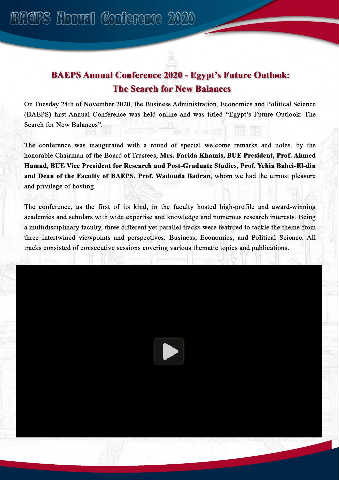 BAEPS Annual Conference 2020
BAEPS Annual Conference 2020 - Egypt's Future Outlook:
The Search for New Balances
On Tuesday 24th of November 2020, the Business Administration, Economics and Political Science
(BAEPS) first Annual Conference was held online and was titled "Egypt's Future Outlook: The
Search for New Balances".
The conference was inaugurated with a round of special welcome remarks and notes, by the
honorable Chairman of the Board of Trustees, Mrs. Farida Khamis, BUE President, Prof. Ahmed
Hamad, BUE Vice President for Research and Post-Graduate Studies, Prof. Yehia Bahei-El-din
and Dean of the Faculty of BAEPS, Prof. Wadouda Badran, whom we had the utmost pleasure
and privilege of hosting.
The conference, as the first of its kind, in the faculty hosted high-profile and award-winning
academics and scholars with wide expertise and knowledge and numerous research interests. Being
a multidisciplinary faculty, three different yet parallel tracks were featured to tackle the theme from
three intertwined viewpoints and perspectives: Business, Economics, and Political Science. All
tracks consisted of consecutive sessions covering various thematic topics and publications.